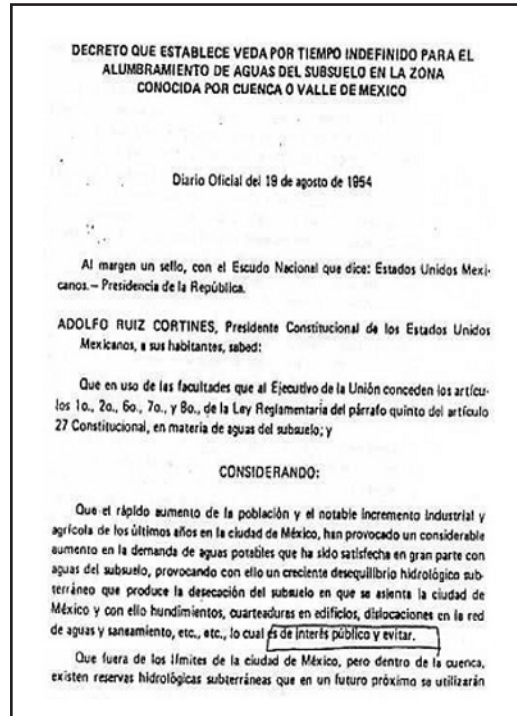 DECRETO QUE ESTABLECE VEDA POR TIEMPO INDEFINIDO PARA EL
ALUMBRAMIENTO DE AGUAS DEL SUBSUELO EN LA ZONA
CONOCIDA POR CUENCA O VALLE DE MEXICO
Diario Oficial del 19 de agosto de 1954
Al margen un sello, con el Escudo Nacional que dice: Estados Unidos Mexi-
canos.— Presidencia de la República.
ADOLFO RUIZ CORTINES, Presidente Constitucional de los Estados Unidos
Mexicanos, a sus habitantes, sabed:
Que en uso de las facultades que al Ejecutivo de la Unión conceden los artícu-
los 1o., 2o., 6o., 7o., y 8o., de la Ley Reglamentaria del párrafo quinto del artículo
27 Constitucional, en materia de aguas del subsuelo; y
CONSIDERANDO:
Que el rápido aumento de la población y el notable incremento industrial y
agrícola de los últimos años en la ciudad de México, han provocado un considerable
aumento en la demanda de aguas potables que ha sido satisfecha en gran parte con
aguas del subsuelo, provocando con ello un creciente desequilibrio hidrológico sub-
terráneo que produce la desecación del subsuelo en que se asienta la ciudad de
México y con ello hundimientos, cuarteaduras en edificios, dislocaciones en la red
de aguas y saneamiento, etc., etc., lo cual es de interés público y evitar.
Que fuera de los límites de la ciudad de México, pero dentro de la cuenca,
existen reservas hidrológicas subterráneas que en un futuro próximo se utilizarán